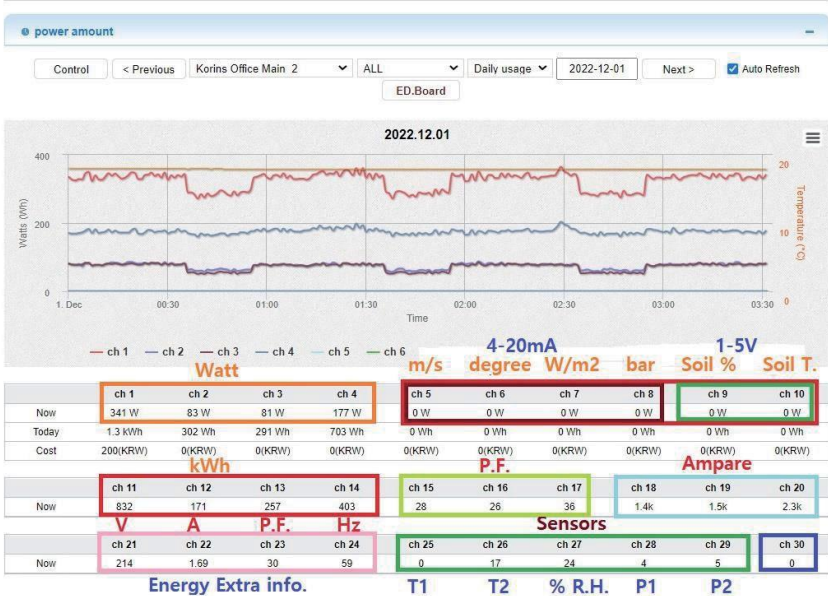 power amount
Control < Previous Korins Office Main 2 ALL Daily usage 2022-12-01 Next > Auto Refresh
ED.Board
2022.12.01
400
200
0
Watts (Wh)
20
10
0
Temperature (°C)
1. Dec 00:30 01:00 01:30 02:00 02:30 03:00 03:30
Time
ch 1 ch 2 ch 3 ch 4 ch 5 ch 6
4-20mA 1-5V
Watt m/s degree W/m2 bar Soil % Soil T.
ch 1 ch 2 ch 3 ch 4 ch 5 ch 6 ch 7 ch 8 ch 9 ch 10
Now 341 W 83 W 81 W 177 W 0 W 0 W 0 W 0 W 0 W 0 W
Today 1.3 kWh 302 Wh 291 Wh 703 Wh 0 Wh 0 Wh 0 Wh 0 Wh 0 Wh 0 Wh
Cost 200(KRW) 0(KRW) 0(KRW) 0(KRW) 0(KRW) 0(KRW) 0(KRW) 0(KRW) 0(KRW) 0(KRW)
kWh P.F. Ampare
ch 11 ch 12 ch 13 ch 14 ch 15 ch 16 ch 17 ch 18 ch 19 ch 20
Now 832 171 257 403 28 26 36 1.4k 1.5k 2.3k
V A P.F. Hz Sensors
ch 21 ch 22 ch 23 ch 24 ch 25 ch 26 ch 27 ch 28 ch 29 ch 30
Now 214 1.69 30 59 0 17 24 4 5 0
Energy Extra info. T1 T2 % R.H. P1 P2